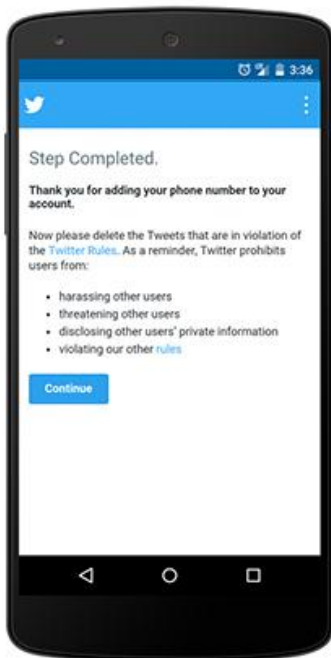 3:36
Step Completed.
Thank you for adding your phone number to your
account.
Now please delete the Tweets that are in violation of
the Twitter Rules. As a reminder, Twitter prohibits
users from:
• harassing other users
• threatening other users
• disclosing other users' private information
• violating our other rules
Continue